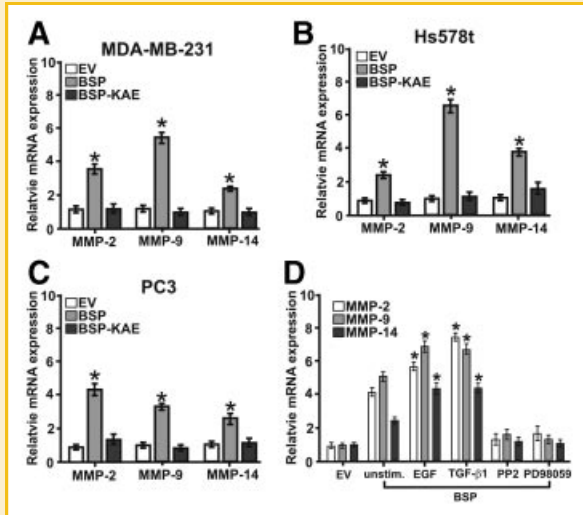 A
MDA-MB-231
EV
BSP
BSP-KAE
Relatvie mRNA expression
8
6
4
2
0
MMP-2 MMP-9 MMP-14
* * *
B
Hs578t
EV
BSP
BSP-KAE
Relatvie mRNA expression
8
6
4
2
0
MMP-2 MMP-9 MMP-14
* * *
C
PC3
EV
BSP
BSP-KAE
Relatvie mRNA expression
8
6
4
2
0
MMP-2 MMP-9 MMP-14
* * *
D
MMP-2
MMP-9
MMP-14
Relatvie mRNA expression
8
6
4
2
0
* * * * * *
EV unstim. EGF TGF-β1 PP2 PD98059
BSP